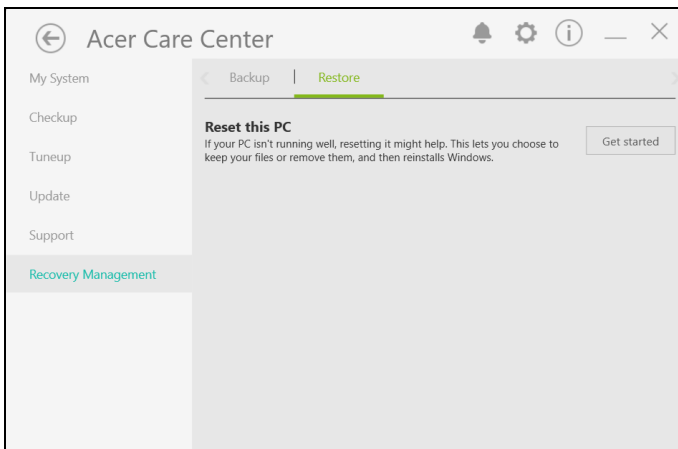 Acer Care Center
My System
Backup
Restore
Checkup
Reset this PC
If your PC isn't running well, resetting it might help. This lets you choose to
keep your files or remove them, and then reinstalls Windows.
Get started
Tuneup
Update
Support
Recovery Management